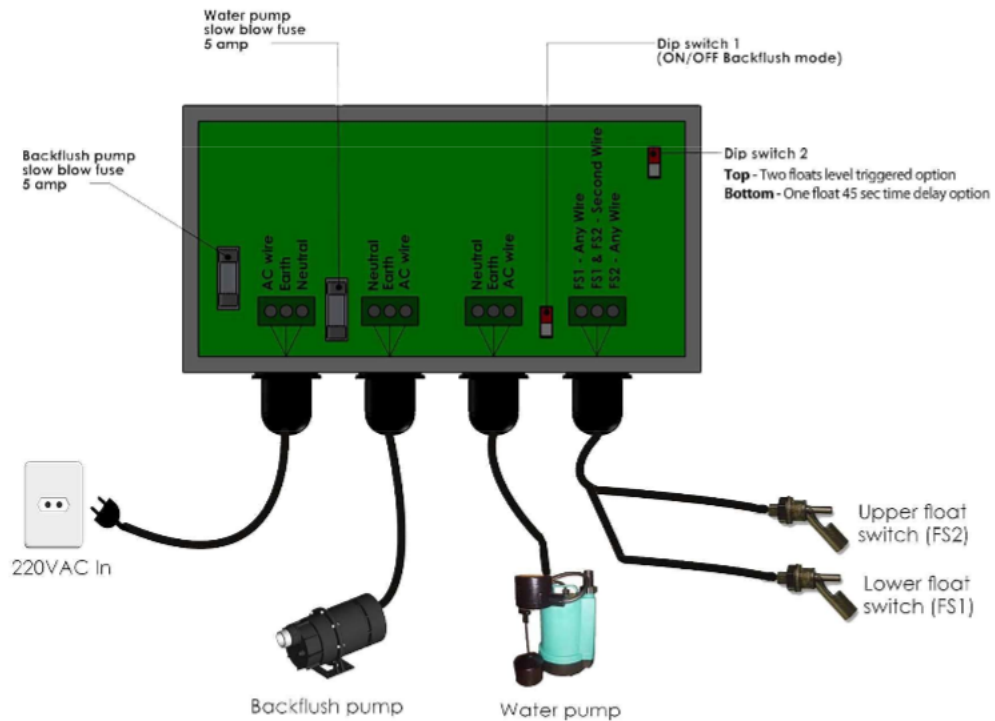 Water pump
slow blow fuse
5 amp
Dip switch 1
(ON/OFF Backflush mode)
Backflush pump
slow blow fuse
5 amp
Dip switch 2
Top - Two floats level triggered option
Bottom - One float 45 sec time delay option
AC wire
Earth
Neutral
Neutral
Earth
AC wire
Neutral
Earth
AC wire
FS1 - Any Wire
FS1 & FS2 - Second Wire
FS2 - Any Wire
220VAC In
Backflush pump
Water pump
Upper float
switch (FS2)
Lower float
switch (FS1)